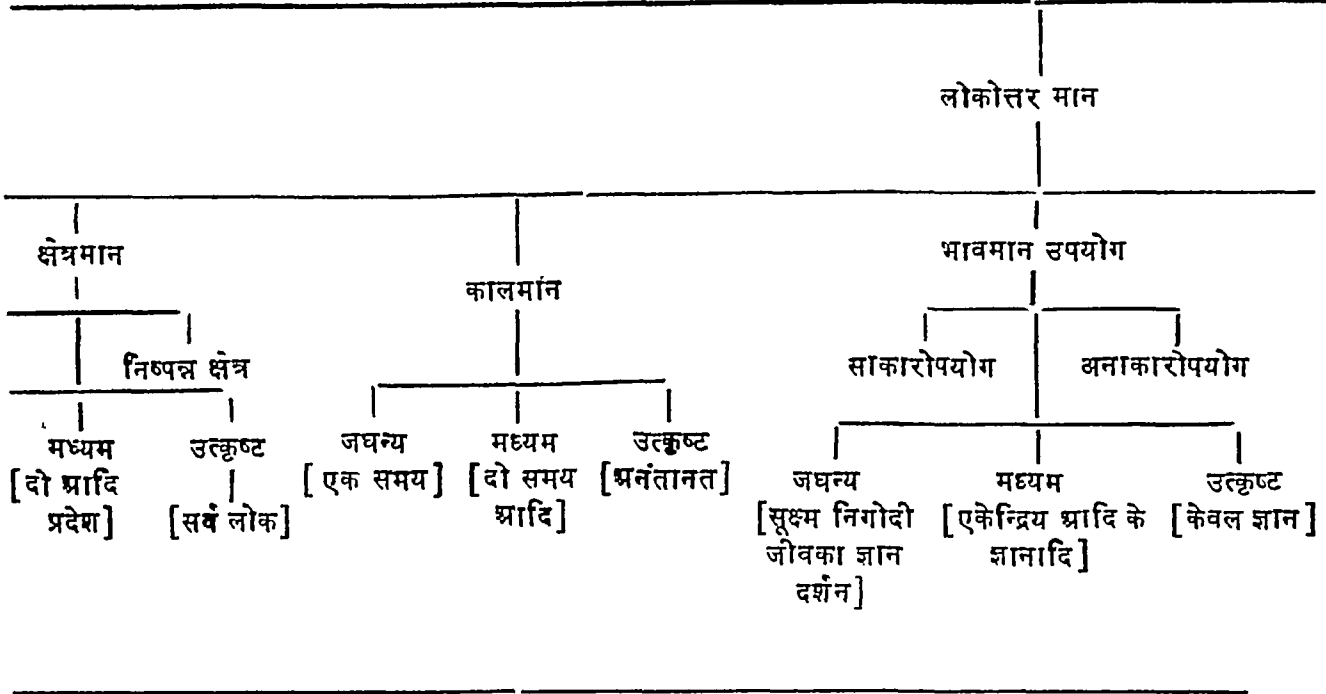 लोकोत्तर मान
क्षेत्रमान
भावमान उपयोग
कालमांन
निष्पन्न क्षेत्र
साकारोपयोग
अनाकारोपयोग
मध्यम
[दो आदि
प्रदेश]
उत्कृष्ट
[सर्व लोक]
जघन्य
[एक समय]
मध्यम
[दो समय
आदि]
उत्कृष्ट
[अनंतानत]
जघन्य
[सूक्ष्म निगोदी
जीवका ज्ञान
दर्शन]
मध्यम
[एकेन्द्रिय आदि के
ज्ञानादि]
उत्कृष्ट
[केवल ज्ञान]